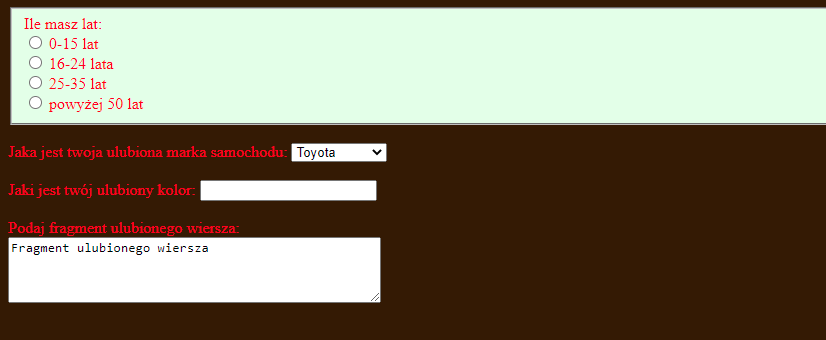 Ile masz lat:
0-15 lat
16-24 lata
25-35 lat
powyżej 50 lat
Jaka jest twoja ulubiona marka samochodu: Toyota
Jaki jest twój ulubiony kolor:
Podaj fragment ulubionego wiersza:
Fragment ulubionego wiersza